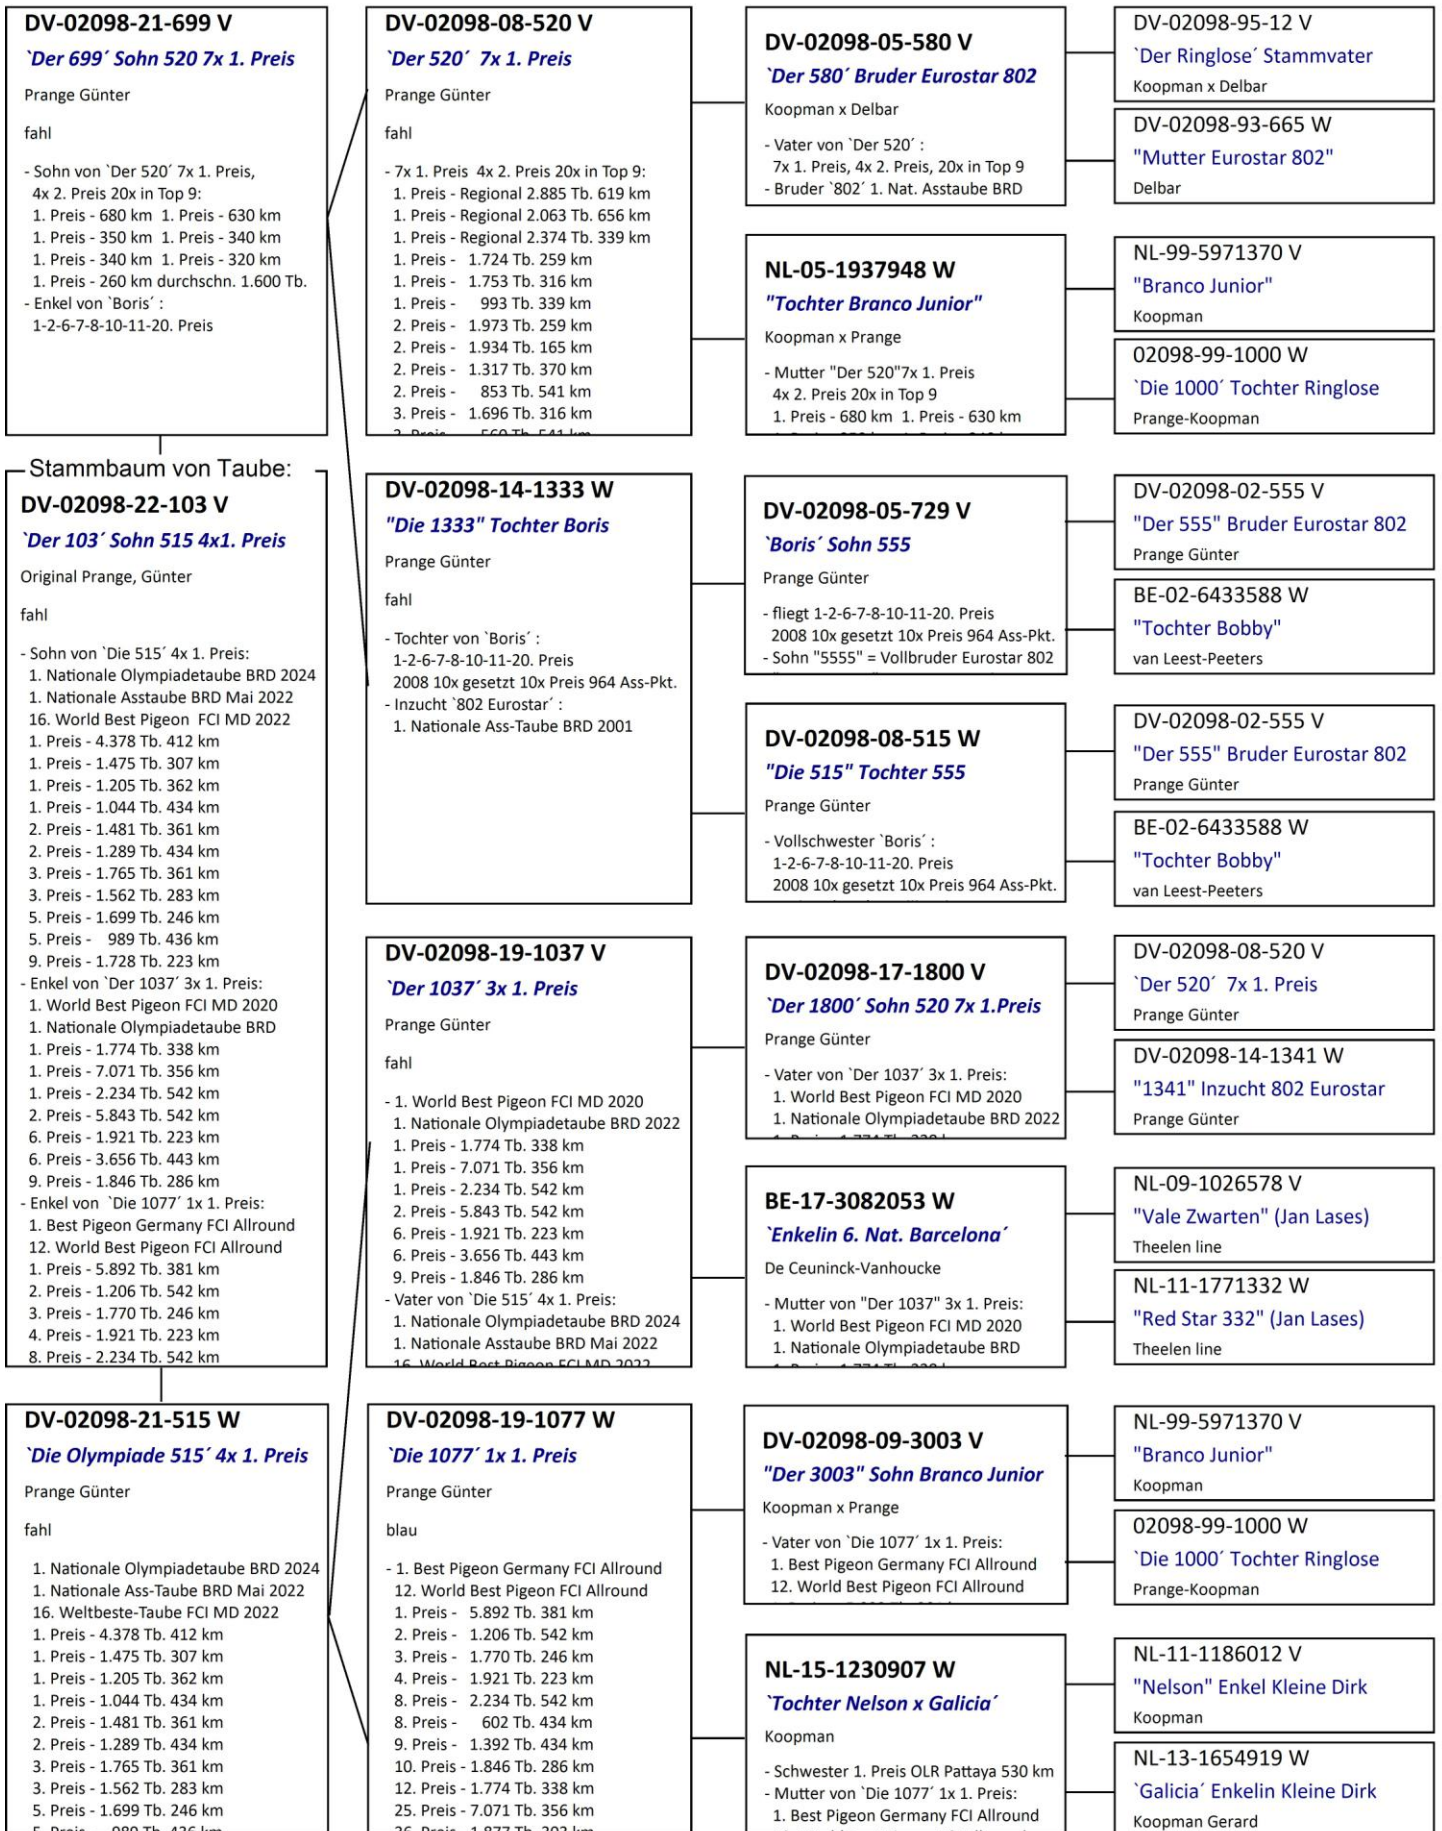 DV-02098-21-699 V
`Der 699´ Sohn 520 7x 1. Preis
Prange Günter
fahl
- Sohn von `Der 520´ 7x 1. Preis,
4x 2. Preis 20x in Top 9:
1. Preis - 680 km 1. Preis - 630 km
1. Preis - 350 km 1. Preis - 340 km
1. Preis - 340 km 1. Preis - 320 km
1. Preis - 260 km durchschn. 1.600 Tb.
- Enkel von `Boris´ :
1-2-6-7-8-10-11-20. Preis
Stammbaum von Taube:
DV-02098-22-103 V
`Der 103´ Sohn 515 4x1. Preis
Original Prange, Günter
fahl
- Sohn von `Die 515´ 4x 1. Preis:
1. Nationale Olympiadetaube BRD 2024
1. Nationale Asstaube BRD Mai 2022
16. World Best Pigeon FCI MD 2022
1. Preis - 4.378 Tb. 412 km
1. Preis - 1.475 Tb. 307 km
1. Preis - 1.205 Tb. 362 km
1. Preis - 1.044 Tb. 434 km
2. Preis - 1.481 Tb. 361 km
2. Preis - 1.289 Tb. 434 km
3. Preis - 1.765 Tb. 361 km
3. Preis - 1.562 Tb. 283 km
5. Preis - 1.699 Tb. 246 km
5. Preis - 989 Tb. 436 km
9. Preis - 1.728 Tb. 223 km
- Enkel von `Der 1037´ 3x 1. Preis:
1. World Best Pigeon FCI MD 2020
1. Nationale Olympiadetaube BRD
1. Preis - 1.774 Tb. 338 km
1. Preis - 7.071 Tb. 356 km
1. Preis - 2.234 Tb. 542 km
2. Preis - 5.843 Tb. 542 km
6. Preis - 1.921 Tb. 223 km
6. Preis - 3.656 Tb. 443 km
9. Preis - 1.846 Tb. 286 km
- Enkel von `Die 1077´ 1x 1. Preis:
1. Best Pigeon Germany FCI Allround
12. World Best Pigeon FCI Allround
1. Preis - 5.892 Tb. 381 km
2. Preis - 1.206 Tb. 542 km
3. Preis - 1.770 Tb. 246 km
4. Preis - 1.921 Tb. 223 km
8. Preis - 2.234 Tb. 542 km
DV-02098-21-515 W
`Die Olympiade 515´ 4x 1. Preis
Prange Günter
fahl
1. Nationale Olympiadetaube BRD 2024
1. Nationale Ass-Taube BRD Mai 2022
16. Weltbeste-Taube FCI MD 2022
1. Preis - 4.378 Tb. 412 km
1. Preis - 1.475 Tb. 307 km
1. Preis - 1.205 Tb. 362 km
1. Preis - 1.044 Tb. 434 km
2. Preis - 1.481 Tb. 361 km
2. Preis - 1.289 Tb. 434 km
3. Preis - 1.765 Tb. 361 km
3. Preis - 1.562 Tb. 283 km
5. Preis - 1.699 Tb. 246 km
DV-02098-08-520 V
`Der 520´ 7x 1. Preis
Prange Günter
fahl
- 7x 1. Preis 4x 2. Preis 20x in Top 9:
1. Preis - Regional 2.885 Tb. 619 km
1. Preis - Regional 2.063 Tb. 656 km
1. Preis - Regional 2.374 Tb. 339 km
1. Preis - 1.724 Tb. 259 km
1. Preis - 1.753 Tb. 316 km
1. Preis - 993 Tb. 339 km
2. Preis - 1.973 Tb. 259 km
2. Preis - 1.934 Tb. 165 km
2. Preis - 1.317 Tb. 370 km
2. Preis - 853 Tb. 541 km
3. Preis - 1.696 Tb. 316 km
DV-02098-14-1333 W
"Die 1333" Tochter Boris
Prange Günter
fahl
- Tochter von `Boris´ :
1-2-6-7-8-10-11-20. Preis
2008 10x gesetzt 10x Preis 964 Ass-Pkt.
- Inzucht `802 Eurostar´ :
1. Nationale Ass-Taube BRD 2001
DV-02098-19-1037 V
`Der 1037´ 3x 1. Preis
Prange Günter
fahl
- 1. World Best Pigeon FCI MD 2020
1. Nationale Olympiadetaube BRD 2022
1. Preis - 1.774 Tb. 338 km
1. Preis - 7.071 Tb. 356 km
1. Preis - 2.234 Tb. 542 km
2. Preis - 5.843 Tb. 542 km
6. Preis - 1.921 Tb. 223 km
6. Preis - 3.656 Tb. 443 km
9. Preis - 1.846 Tb. 286 km
- Vater von `Die 515´ 4x 1. Preis:
1. Nationale Olympiadetaube BRD 2024
1. Nationale Asstaube BRD Mai 2022
16. World Best Pigeon FCI MD 2022
DV-02098-19-1077 W
`Die 1077´ 1x 1. Preis
Prange Günter
blau
- 1. Best Pigeon Germany FCI Allround
12. World Best Pigeon FCI Allround
1. Preis - 5.892 Tb. 381 km
2. Preis - 1.206 Tb. 542 km
3. Preis - 1.770 Tb. 246 km
4. Preis - 1.921 Tb. 223 km
8. Preis - 2.234 Tb. 542 km
8. Preis - 602 Tb. 434 km
9. Preis - 1.392 Tb. 434 km
10. Preis - 1.846 Tb. 286 km
12. Preis - 1.774 Tb. 338 km
25. Preis - 7.071 Tb. 356 km
DV-02098-05-580 V
`Der 580´ Bruder Eurostar 802
Koopman x Delbar
- Vater von `Der 520´ :
7x 1. Preis, 4x 2. Preis, 20x in Top 9
- Bruder `802´ 1. Nat. Asstaube BRD
NL-05-1937948 W
"Tochter Branco Junior"
Koopman x Prange
- Mutter "Der 520"7x 1. Preis
4x 2. Preis 20x in Top 9
1. Preis - 680 km 1. Preis - 630 km
DV-02098-05-729 V
`Boris´ Sohn 555
Prange Günter
- fliegt 1-2-6-7-8-10-11-20. Preis
2008 10x gesetzt 10x Preis 964 Ass-Pkt.
- Sohn "5555" = Vollbruder Eurostar 802
DV-02098-08-515 W
"Die 515" Tochter 555
Prange Günter
- Vollschwester `Boris´ :
1-2-6-7-8-10-11-20. Preis
2008 10x gesetzt 10x Preis 964 Ass-Pkt.
DV-02098-17-1800 V
`Der 1800´ Sohn 520 7x 1.Preis
Prange Günter
- Vater von `Der 1037´ 3x 1. Preis:
1. World Best Pigeon FCI MD 2020
1. Nationale Olympiadetaube BRD 2022
BE-17-3082053 W
`Enkelin 6. Nat. Barcelona´
De Ceuninck-Vanhoucke
- Mutter von "Der 1037" 3x 1. Preis:
1. World Best Pigeon FCI MD 2020
1. Nationale Olympiadetaube BRD
DV-02098-09-3003 V
"Der 3003" Sohn Branco Junior
Koopman x Prange
- Vater von `Die 1077´ 1x 1. Preis:
1. Best Pigeon Germany FCI Allround
12. World Best Pigeon FCI Allround
NL-15-1230907 W
`Tochter Nelson x Galicia´
Koopman
- Schwester 1. Preis OLR Pattaya 530 km
- Mutter von `Die 1077´ 1x 1. Preis:
1. Best Pigeon Germany FCI Allround
DV-02098-95-12 V
`Der Ringlose´ Stammvater
Koopman x Delbar
DV-02098-93-665 W
"Mutter Eurostar 802"
Delbar
NL-99-5971370 V
"Branco Junior"
Koopman
02098-99-1000 W
`Die 1000´ Tochter Ringlose
Prange-Koopman
DV-02098-02-555 V
"Der 555" Bruder Eurostar 802
Prange Günter
BE-02-6433588 W
"Tochter Bobby"
van Leest-Peeters
DV-02098-02-555 V
"Der 555" Bruder Eurostar 802
Prange Günter
BE-02-6433588 W
"Tochter Bobby"
van Leest-Peeters
DV-02098-08-520 V
`Der 520´ 7x 1. Preis
Prange Günter
DV-02098-14-1341 W
"1341" Inzucht 802 Eurostar
Prange Günter
NL-09-1026578 V
"Vale Zwarten" (Jan Lases)
Theelen line
NL-11-1771332 W
"Red Star 332" (Jan Lases)
Theelen line
NL-99-5971370 V
"Branco Junior"
Koopman
02098-99-1000 W
`Die 1000´ Tochter Ringlose
Prange-Koopman
NL-11-1186012 V
"Nelson" Enkel Kleine Dirk
Koopman
NL-13-1654919 W
`Galicia´ Enkelin Kleine Dirk
Koopman Gerard